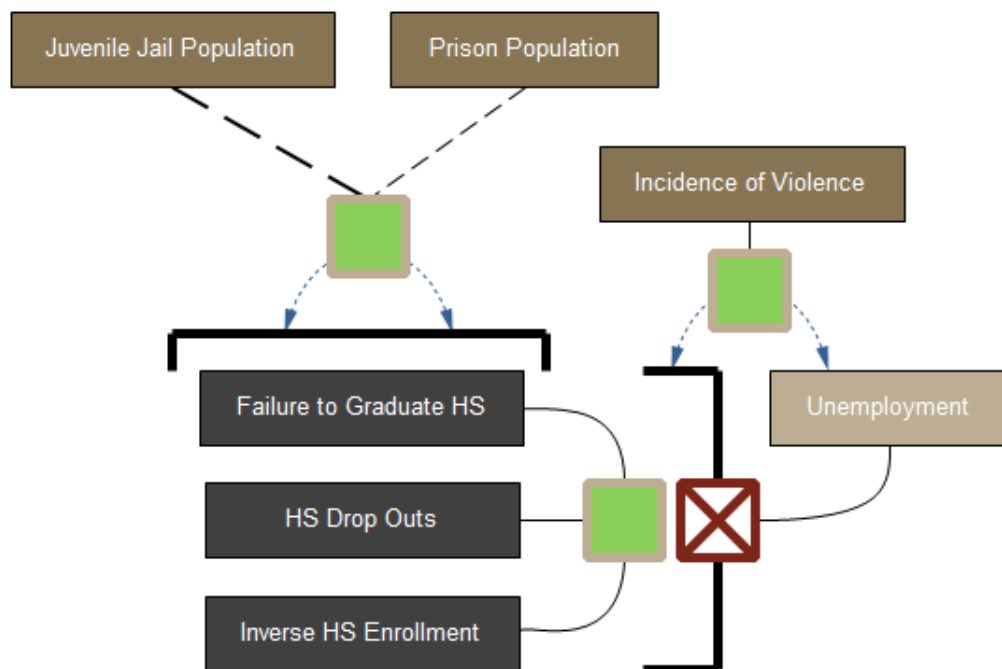 Juvenile Jail Population
Prison Population
Incidence of Violence
Failure to Graduate HS
Unemployment
HS Drop Outs
Inverse HS Enrollment